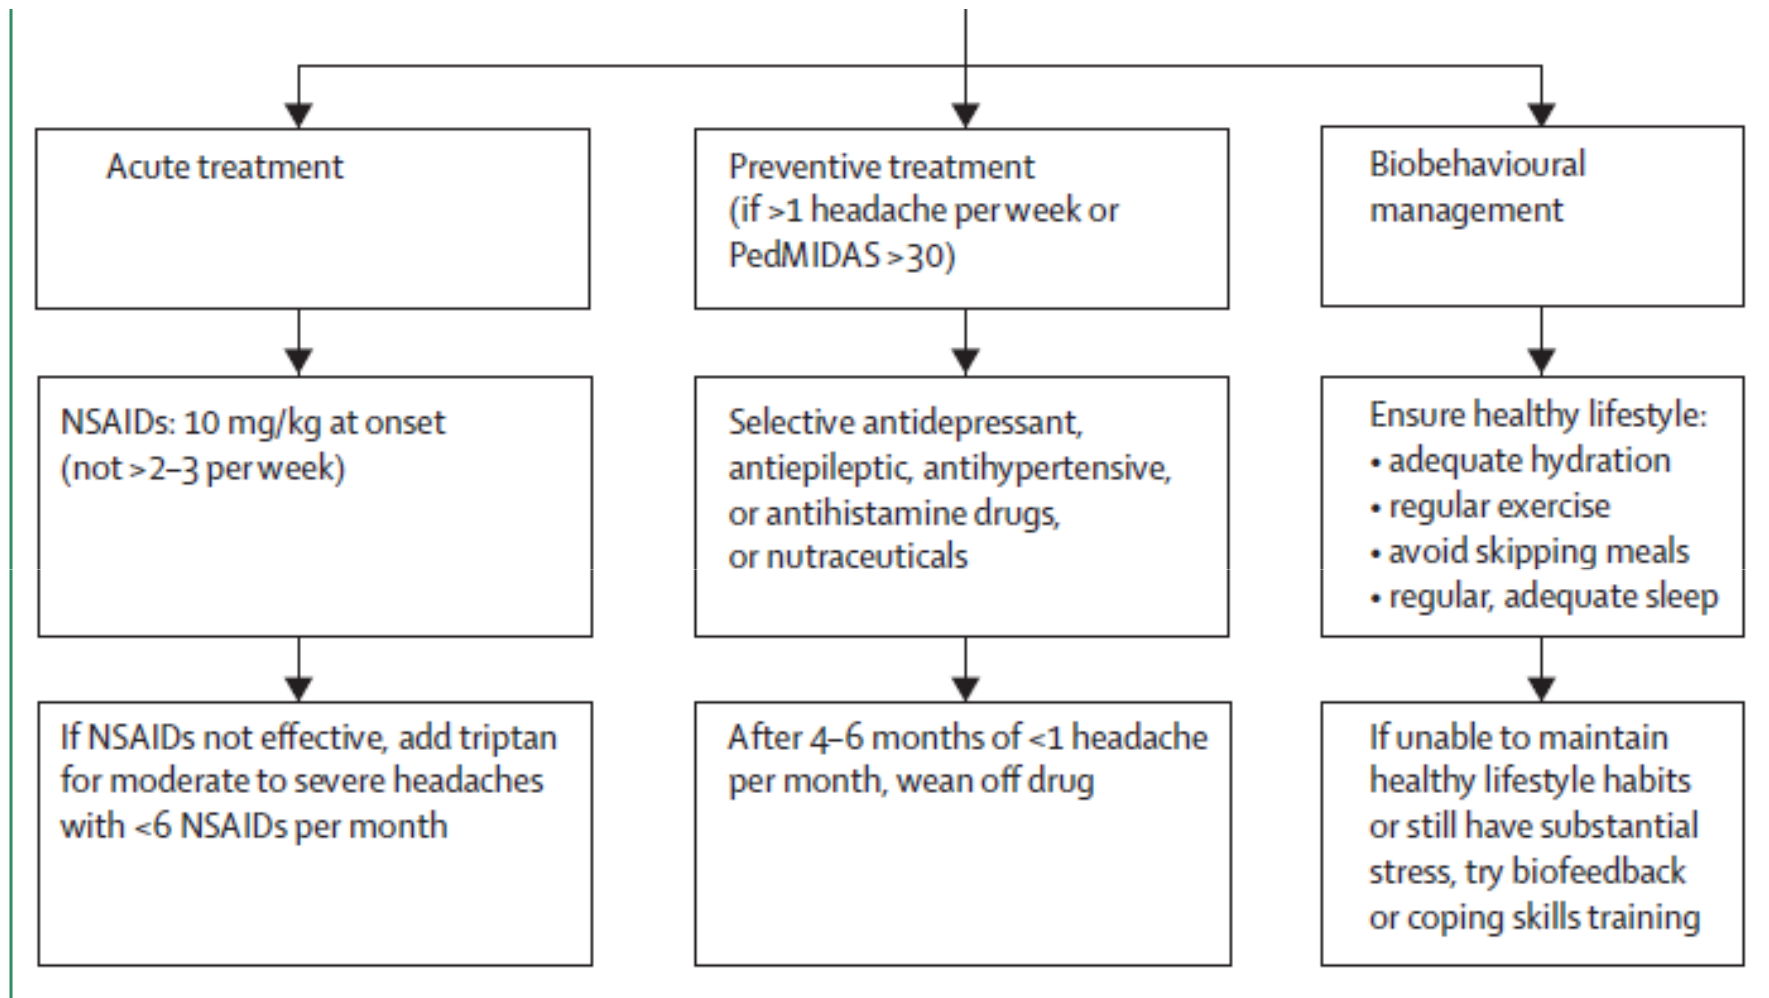 Acute treatment
Preventive treatment
(if >1 headache per week or
PedMIDAS >30)
Biobehavioural
management
NSAIDs: 10 mg/kg at onset
(not >2–3 per week)
Selective antidepressant,
antiepileptic, antihypertensive,
or antihistamine drugs,
or nutraceuticals
Ensure healthy lifestyle:
• adequate hydration
• regular exercise
• avoid skipping meals
• regular, adequate sleep
If NSAIDs not effective, add triptan
for moderate to severe headaches
with <6 NSAIDs per month
After 4–6 months of <1 headache
per month, wean off drug
If unable to maintain
healthy lifestyle habits
or still have substantial
stress, try biofeedback
or coping skills training